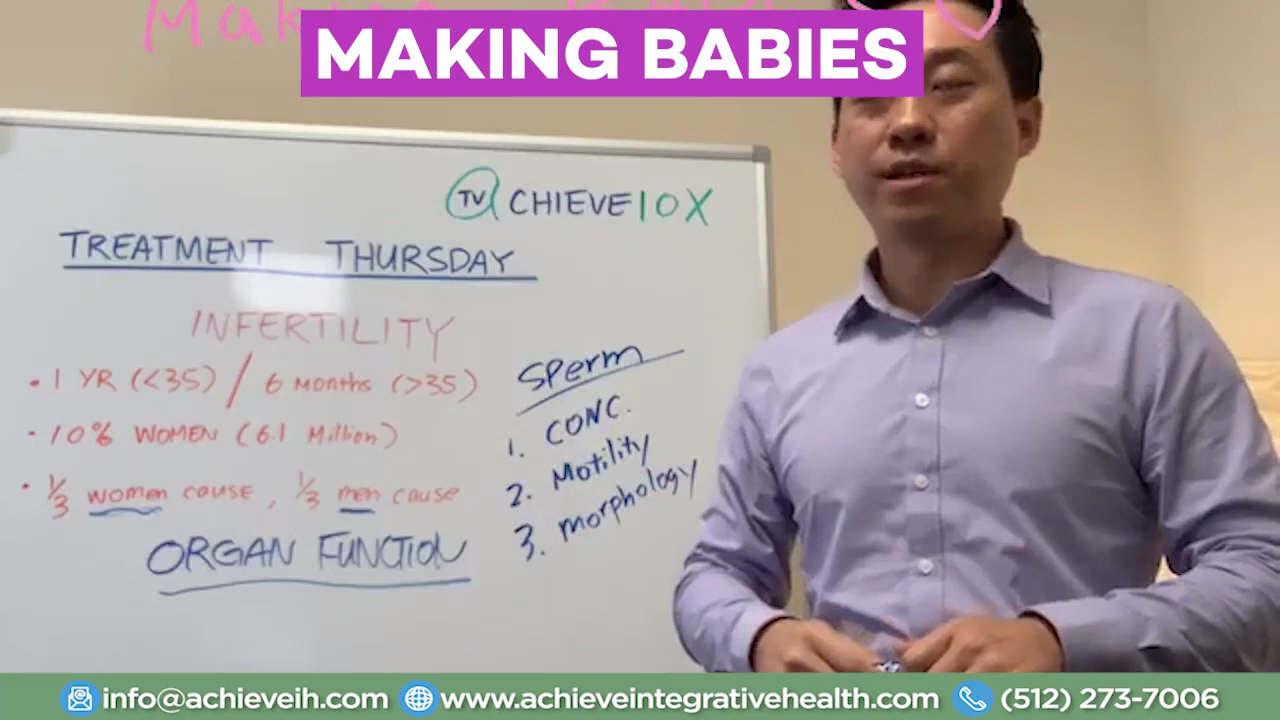 MAKING BABIES
TV ACHIEVE 10X
TREATMENT THURSDAY
INFERTILITY
• 1 YR (<35) / 6 Months (>35)
• 10% WOMEN (6.1 Million)
• 1/3 women cause, 1/3 men cause
ORGAN FUNCTION
Sperm
1. CONC.
2. Motility
3. morphology
info@achieveih.com
www.achieveintegrativehealth.com
(512) 273-7006